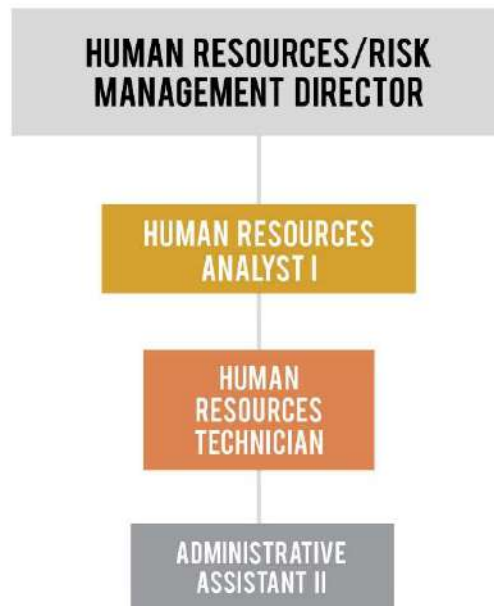 HUMAN RESOURCES/RISK
MANAGEMENT DIRECTOR
HUMAN RESOURCES
ANALYST I
HUMAN
RESOURCES
TECHNICIAN
ADMINISTRATIVE
ASSISTANT II